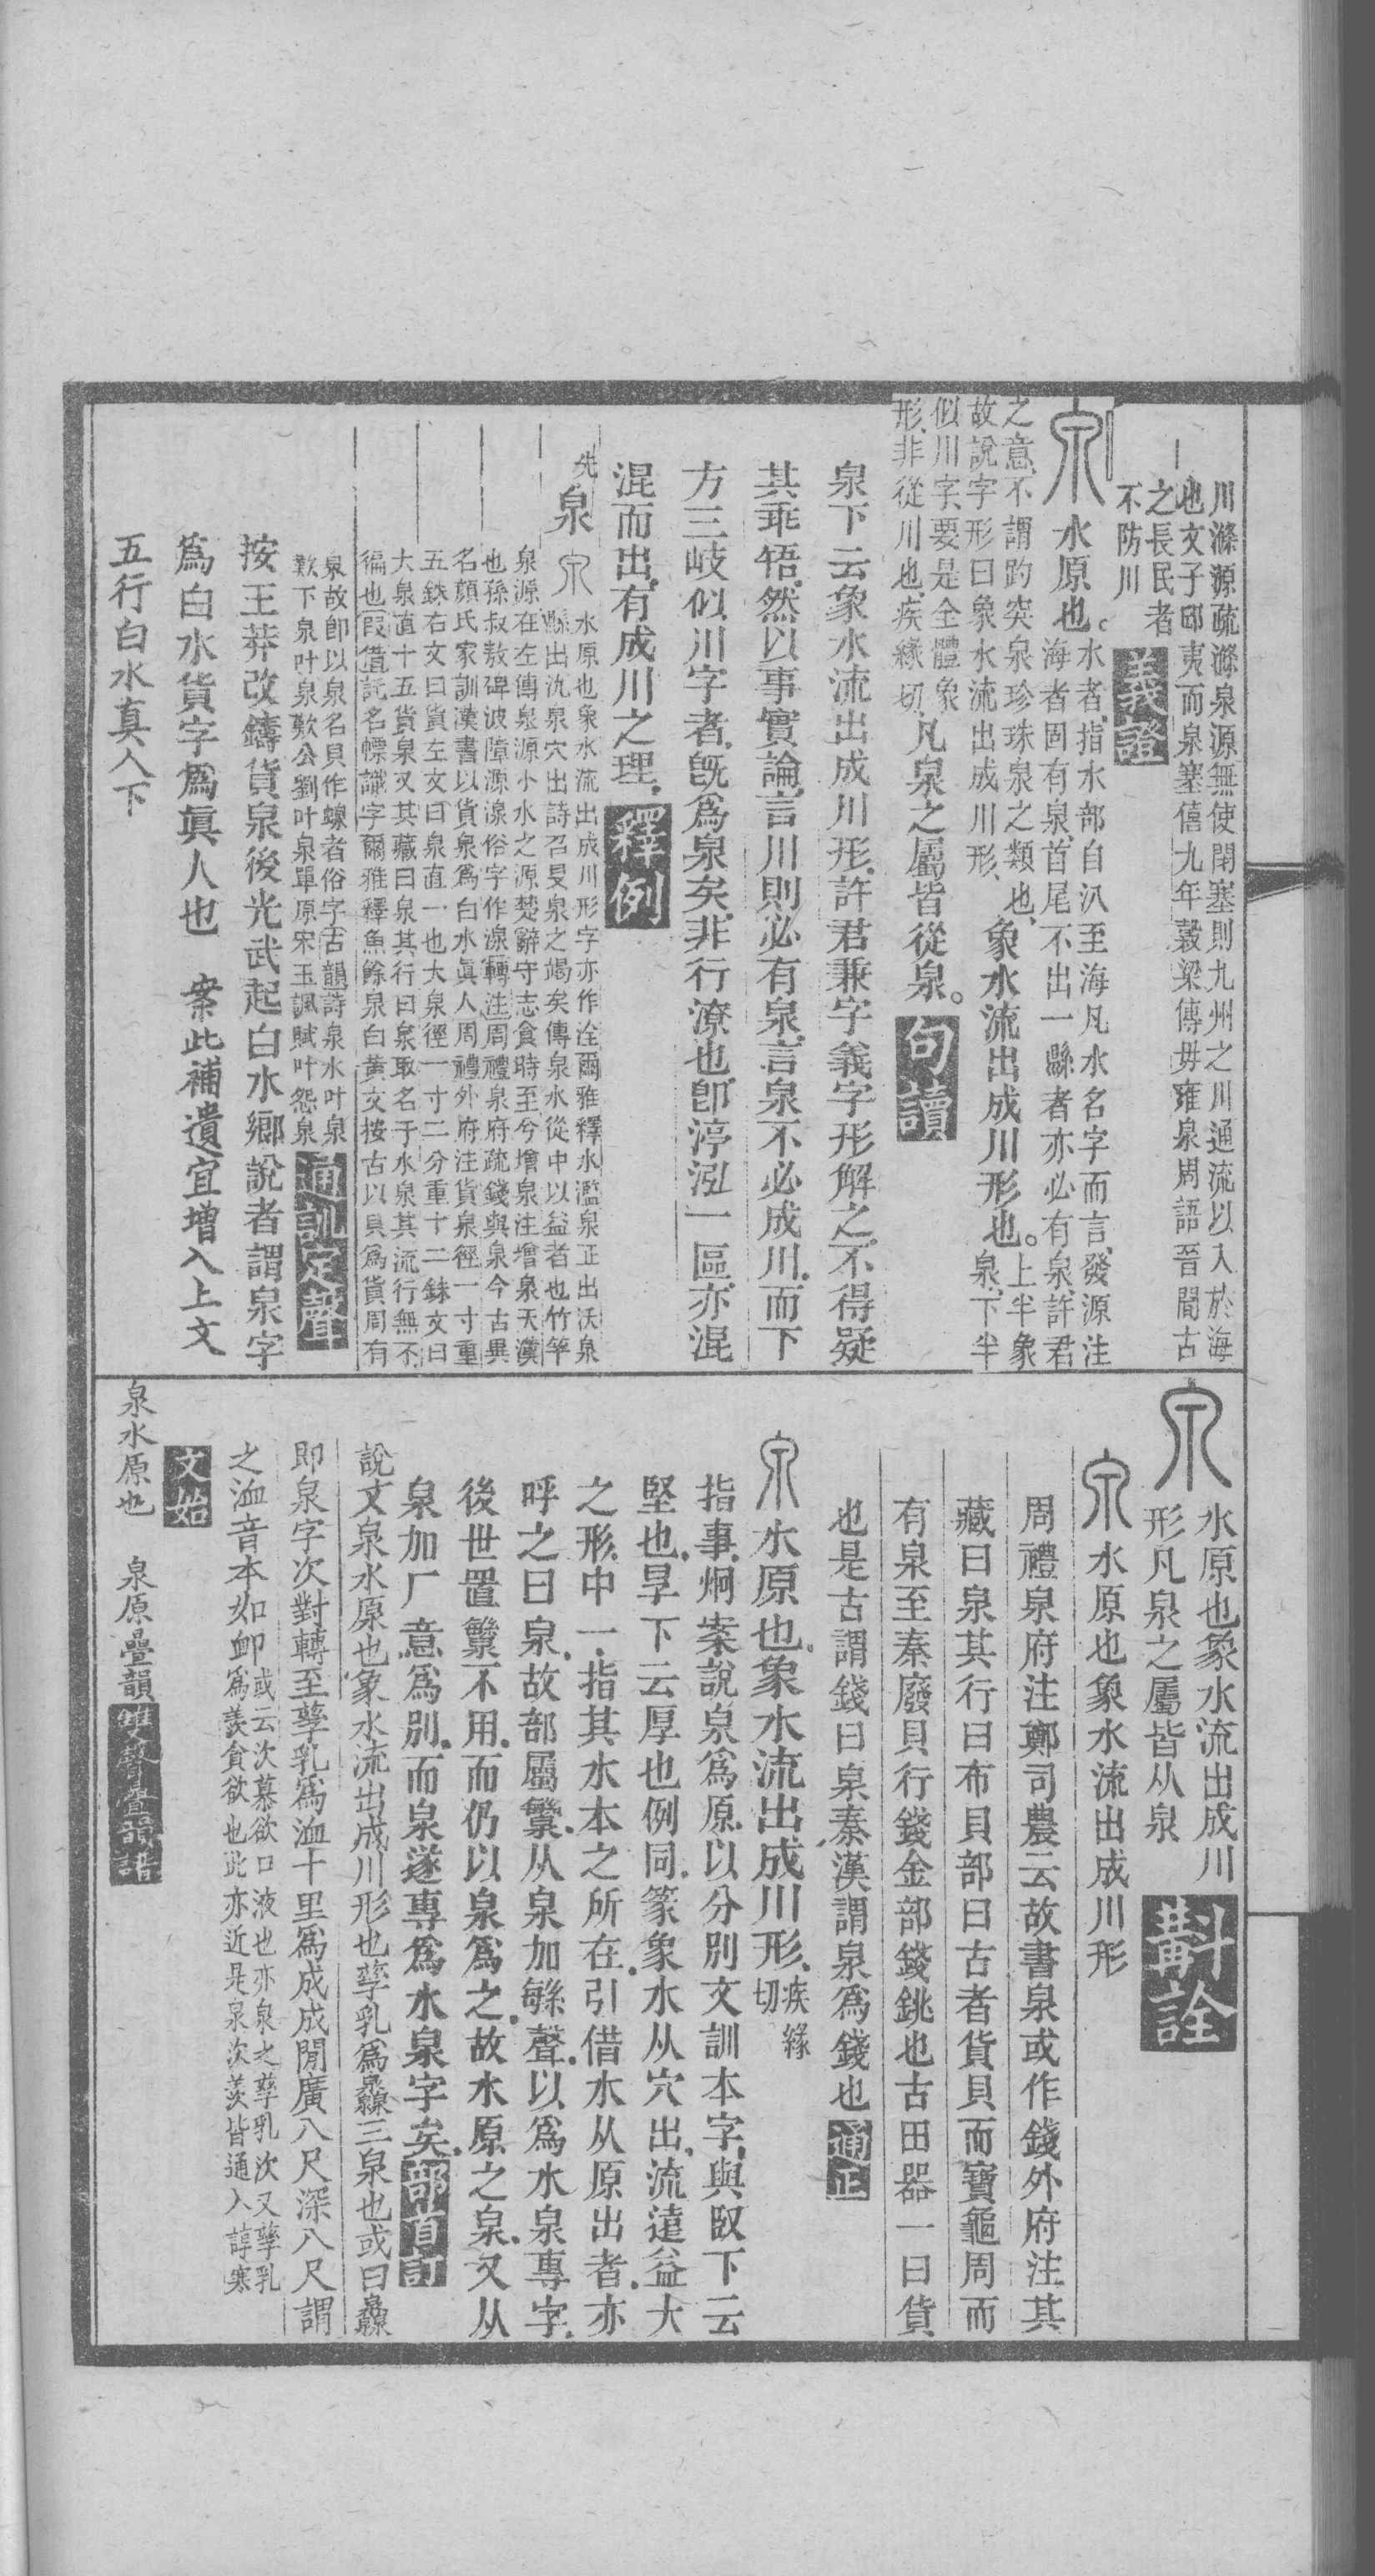 川滌源疏滌泉源無使閉塞則九州之川通流以入於海
也文子曰夷而泉塞僖九年穀梁傳毋雍泉周語晉聞古
之長民者
不防川
義證
水原也。
水者指水部自汃至海凡水名字而言發源注
海者固有泉首尾不出一縣者亦必有泉許君
之意不謂趵突泉珍珠泉之類也
象水流出成川形也。
上半象
泉下半
故說字形曰象水流出成川形
似川字要是全體象
形非從川也疾緣切
凡泉之屬皆從泉。
句讀
泉下云象水流出成川形許君兼字義字形解之不得疑
其乖牾然以事實論言川則必有泉言泉不必成川而下
方三岐似川字者旣爲泉矣非行潦也卽渟泓一區亦混
混而出有成川之理
釋例
先
泉
水原也象水流出成川形字亦作洤爾雅釋水濫泉正出沃泉
縣出氿泉穴出詩召旻泉之竭矣傳泉水從中以益者也竹竿
泉源在左傳泉源小水之源楚辭守志食時至兮增泉注增泉天漢
也孫叔敖碑波障源湶俗字作湶轉注周禮泉府疏錢與泉今古異
名顏氏家訓漢書以貨泉爲白水眞人周禮外府注貨泉徑一寸重
五銖右文曰貨左文曰泉直一也大泉徑一寸二分重十二銖文曰
大泉直十五貨泉又其藏曰泉其行曰泉取名于水泉其流行無不
徧也假借託名幖識字爾雅釋魚餘泉白黃文按古以貝爲貨周有
泉故卽以泉名貝作蟓者俗字古韻詩泉水叶泉
歎下泉叶泉歎公劉叶泉單原宋玉諷賦叶怨泉
通訓定聲
按王莽改鑄貨泉後光武起白水鄉說者謂泉字
爲白水貨字爲眞人也 案此補遺宜增入上文
五行白水真人下
水原也象水流出成川
形凡泉之屬皆从泉
斠詮
水原也象水流出成川形
周禮泉府注鄭司農云故書泉或作錢外府注其
藏曰泉其行曰布貝部曰古者貨貝而寶龜周而
有泉至秦廢貝行錢金部錢銚也古田器一曰貨
也是古謂錢曰泉秦漢謂泉爲錢也
通正
水原也象水流出成川形
疾緣
切
指事炯案說泉爲原以分別文訓本字與臤下云
堅也㫗下云厚也例同篆象水从穴出流遠益大
之形中一指其水本之所在引借水从原出者亦
呼之曰泉故部屬灥从泉加緐聲以爲水泉專字
後世置灥不用而仍以泉爲之故水原之泉又从
泉加厂意爲別而泉遂專爲水泉字矣
部首訂
說文泉水原也象水流出成川形也孳乳爲灥三泉也或曰灥
即泉字次對轉至孳乳爲洫十里爲成成閒廣八尺深八尺謂
之洫音本如卹
或云次慕欲口液也亦泉之孳乳次又孳乳
爲羨貪欲也此亦近是泉次羨皆通入諄寒
文始
泉水原也 泉原疊韻
雙聲疊韻譜